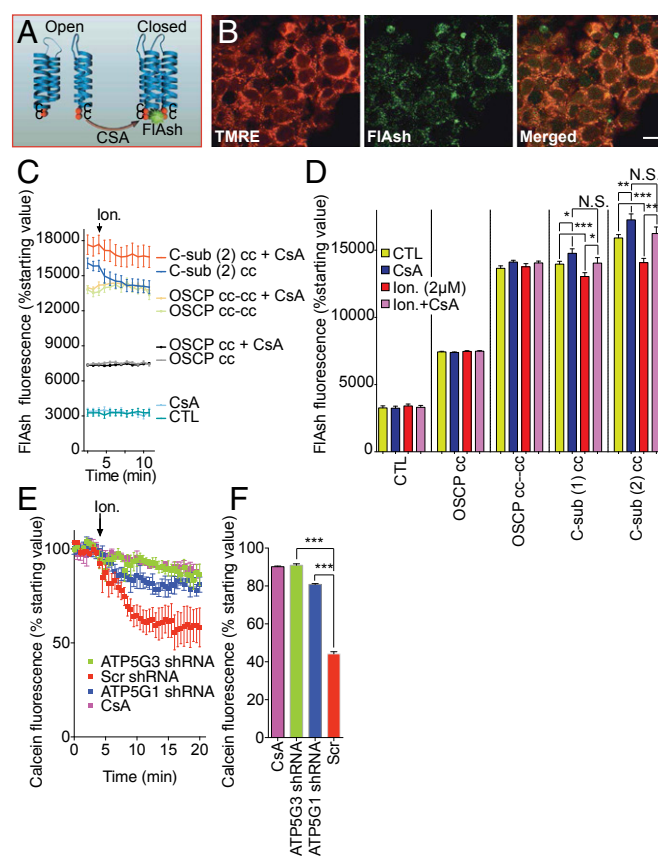 A
Open
Closed
C
C
C
C
C
C
FlAsh
CSA
B
TMRE
FlAsh
Merged
C
Ion.
FlAsh fluorescence (%starting value)
18000
15000
12000
9000
6000
3000
0
5
10
Time (min)
C-sub (2) cc + CsA
C-sub (2) cc
OSCP cc-cc + CsA
OSCP cc-cc
OSCP cc + CsA
OSCP cc
CsA
CTL
D
FlAsh fluorescence (%starting value)
15000
5000
0
CTL
CsA
Ion. (2µM)
Ion.+CsA
N.S.
*
***
*
N.S.
**
***
**
CTL
OSCP cc
OSCP cc–cc
C-sub (1) cc
C-sub (2) cc
E
Ion.
Calcein fluorescence (% starting value)
100
50
0
ATP5G3 shRNA
Scr shRNA
ATP5G1 shRNA
CsA
0
5
10
15
20
Time (min)
F
Calcein fluorescence (% starting value)
100
80
60
40
20
0
***
***
CsA
ATP5G3 shRNA
ATP5G1 shRNA
Scr